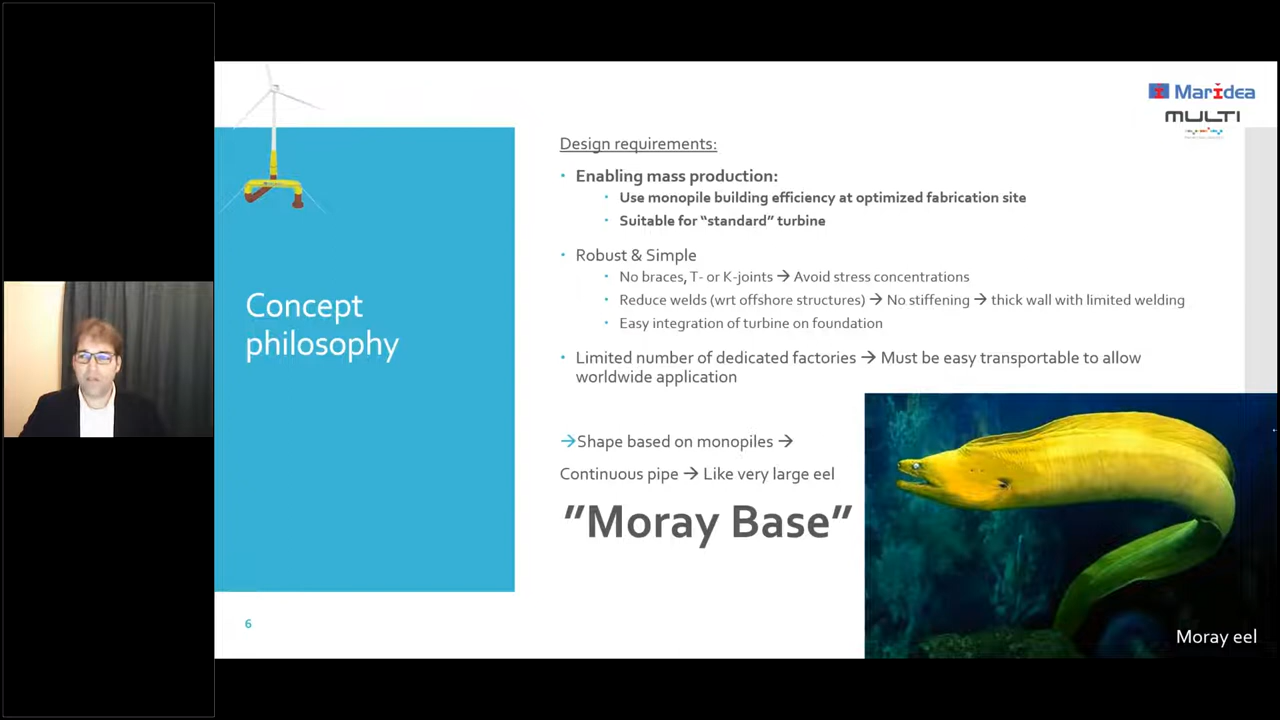 Maridea
MULTI
Design requirements:
Enabling mass production:
Use monopile building efficiency at optimized fabrication site
Suitable for “standard” turbine
Robust & Simple
No braces, T- or K-joints → Avoid stress concentrations
Reduce welds (wrt offshore structures) → No stiffening → thick wall with limited welding
Easy integration of turbine on foundation
Limited number of dedicated factories → Must be easy transportable to allow
worldwide application
→Shape based on monopiles →
Continuous pipe → Like very large eel
”Moray Base”
Concept
philosophy
6
Moray eel